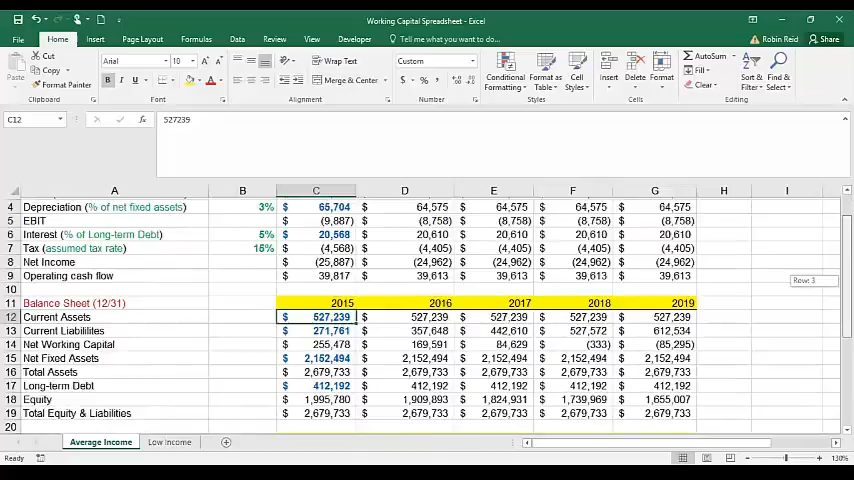 Working Capital Spreadsheet - Excel
File Home Insert Page Layout Formulas Data Review View Developer Tell me what you want to do... Robin Reid Share
Cut
Copy
Format Painter
Paste
Arial 10
B I U
Wrap Text
Merge & Center
Custom
$ % ,
Conditional Formatting
Format as Table
Cell Styles
Insert Delete Format
AutoSum
Fill
Clear
Sort & Filter
Find & Select
Clipboard Font Alignment Number Styles Cells Editing
C12 fx 527239
A B C D E F G H I
4 Depreciation (% of net fixed assets) 3% $ 65,704 $ 64,575 $ 64,575 $ 64,575 $ 64,575
5 EBIT $ (9,887) $ (8,758) $ (8,758) $ (8,758) $ (8,758)
6 Interest (% of Long-term Debt) 5% $ 20,568 $ 20,610 $ 20,610 $ 20,610 $ 20,610
7 Tax (assumed tax rate) 15% $ (4,568) $ (4,405) $ (4,405) $ (4,405) $ (4,405)
8 Net Income $ (25,887) $ (24,962) $ (24,962) $ (24,962) $ (24,962)
9 Operating cash flow $ 39,817 $ 39,613 $ 39,613 $ 39,613 $ 39,613
Row: 3
10
11 Balance Sheet (12/31) 2015 2016 2017 2018 2019
12 Current Assets $ 527,239 $ 527,239 $ 527,239 $ 527,239 $ 527,239
13 Current Liabilities $ 271,761 $ 357,648 $ 442,610 $ 527,572 $ 612,534
14 Net Working Capital $ 255,478 $ 169,591 $ 84,629 $ (333) $ (85,295)
15 Net Fixed Assets $ 2,152,494 $ 2,152,494 $ 2,152,494 $ 2,152,494 $ 2,152,494
16 Total Assets $ 2,679,733 $ 2,679,733 $ 2,679,733 $ 2,679,733 $ 2,679,733
17 Long-term Debt $ 412,192 $ 412,192 $ 412,192 $ 412,192 $ 412,192
18 Equity $ 1,995,780 $ 1,909,893 $ 1,824,931 $ 1,739,969 $ 1,655,007
19 Total Equity & Liabilities $ 2,679,733 $ 2,679,733 $ 2,679,733 $ 2,679,733 $ 2,679,733
20
Average Income Low Income
Ready 130%